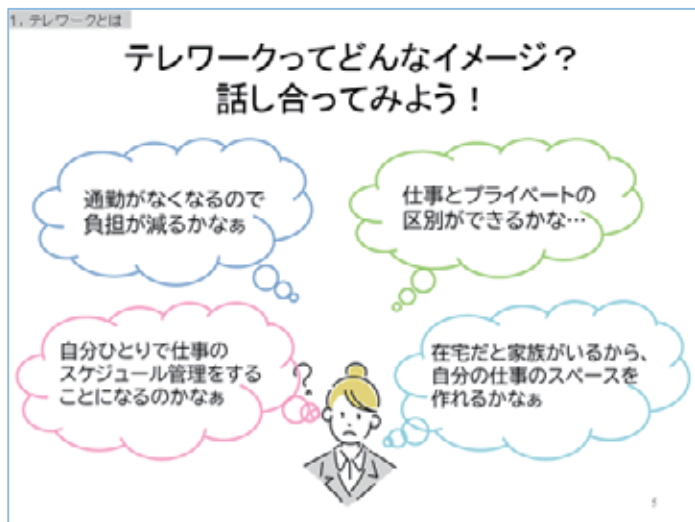 1. テレワークとは
テレワークってどんなイメージ？
話し合ってみよう！
通勤がなくなるので
負担が減るかなぁ
仕事とプライベートの
区別ができるかな…
自分ひとりで仕事の
スケジュール管理をする
ことになるのかなぁ
在宅だと家族がいるから、
自分の仕事のスペースを
作れるかなぁ
?
5